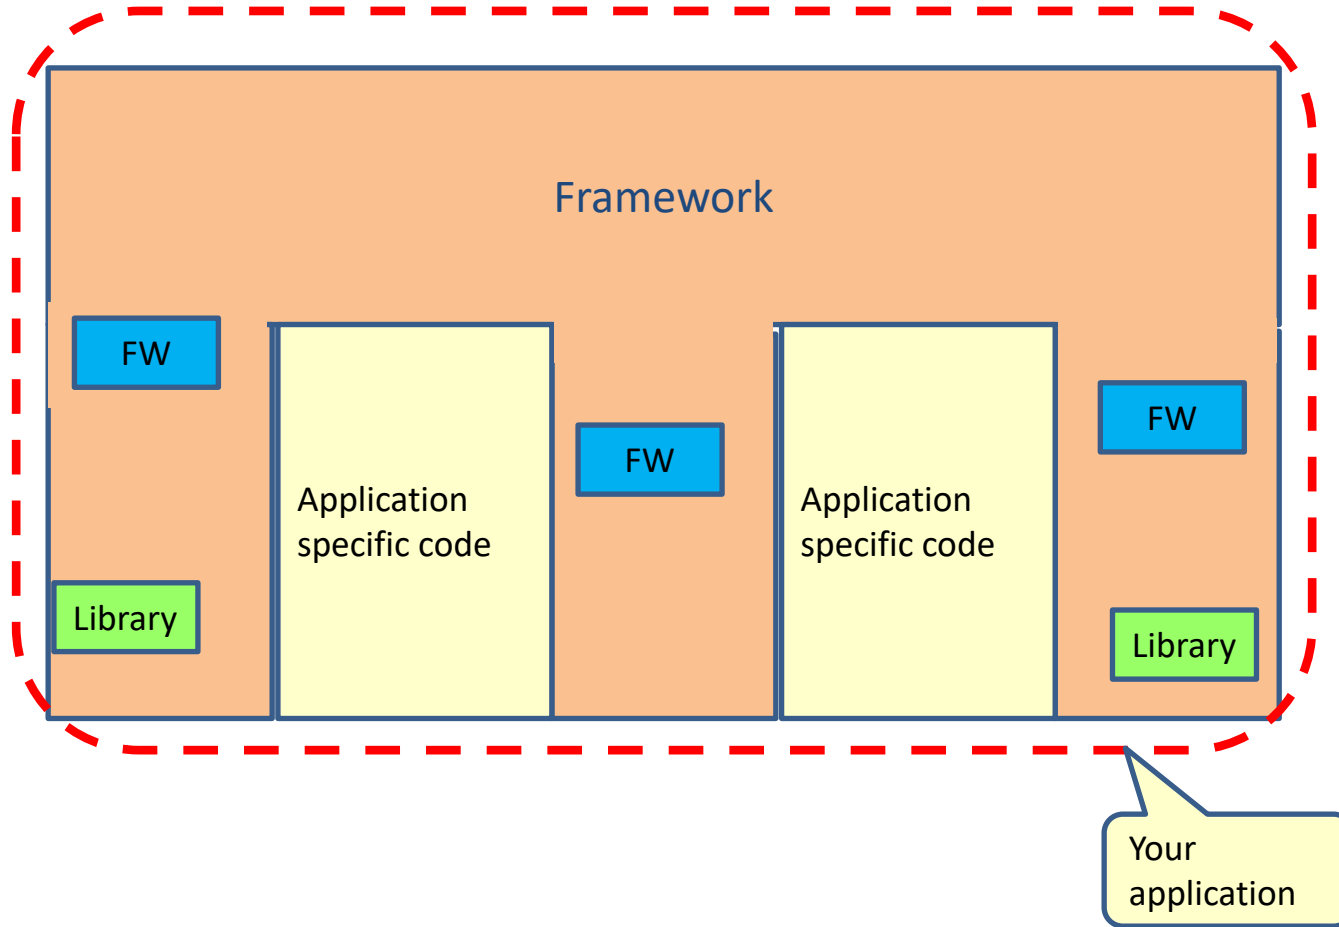 Framework
FW
FW
FW
Application
specific code
Application
specific code
Library
Library
Your
application